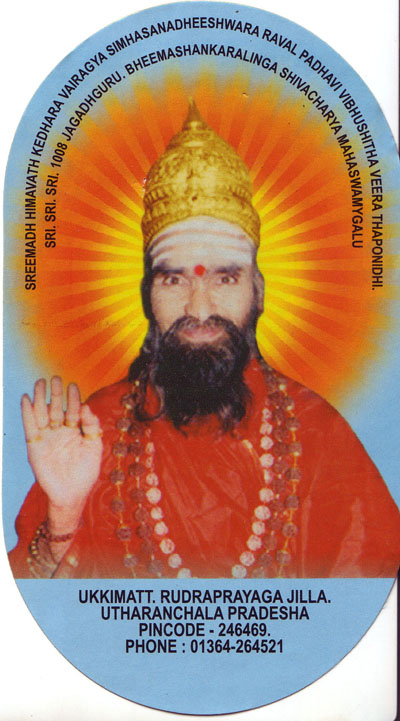 SREEMADH HIMAVATH KEDHARA VAIRAGYA SIMHASANADHEESHWARA RAVAL PADHAVI VIBHUSHITHA VEERA THAPONIDHI.
SRI. SRI. SRI. 1008 JAGADHGURU. BHEEMASHANKARALINGA SHIVACHARYA MAHASWAMYGALU
UKKIMATT. RUDRAPRAYAGA JILLA.
UTHARANCHALA PRADESHA
PINCODE - 246469.
PHONE : 01364-264521